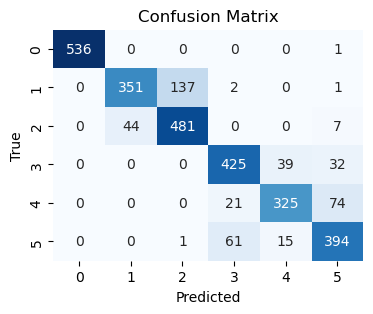 Confusion Matrix
0 536 0 0 0 0 1
1 0 351 137 2 0 1
2 0 44 481 0 0 7
3 0 0 0 425 39 32
4 0 0 0 21 325 74
5 0 0 1 61 15 394
0 1 2 3 4 5
True
Predicted